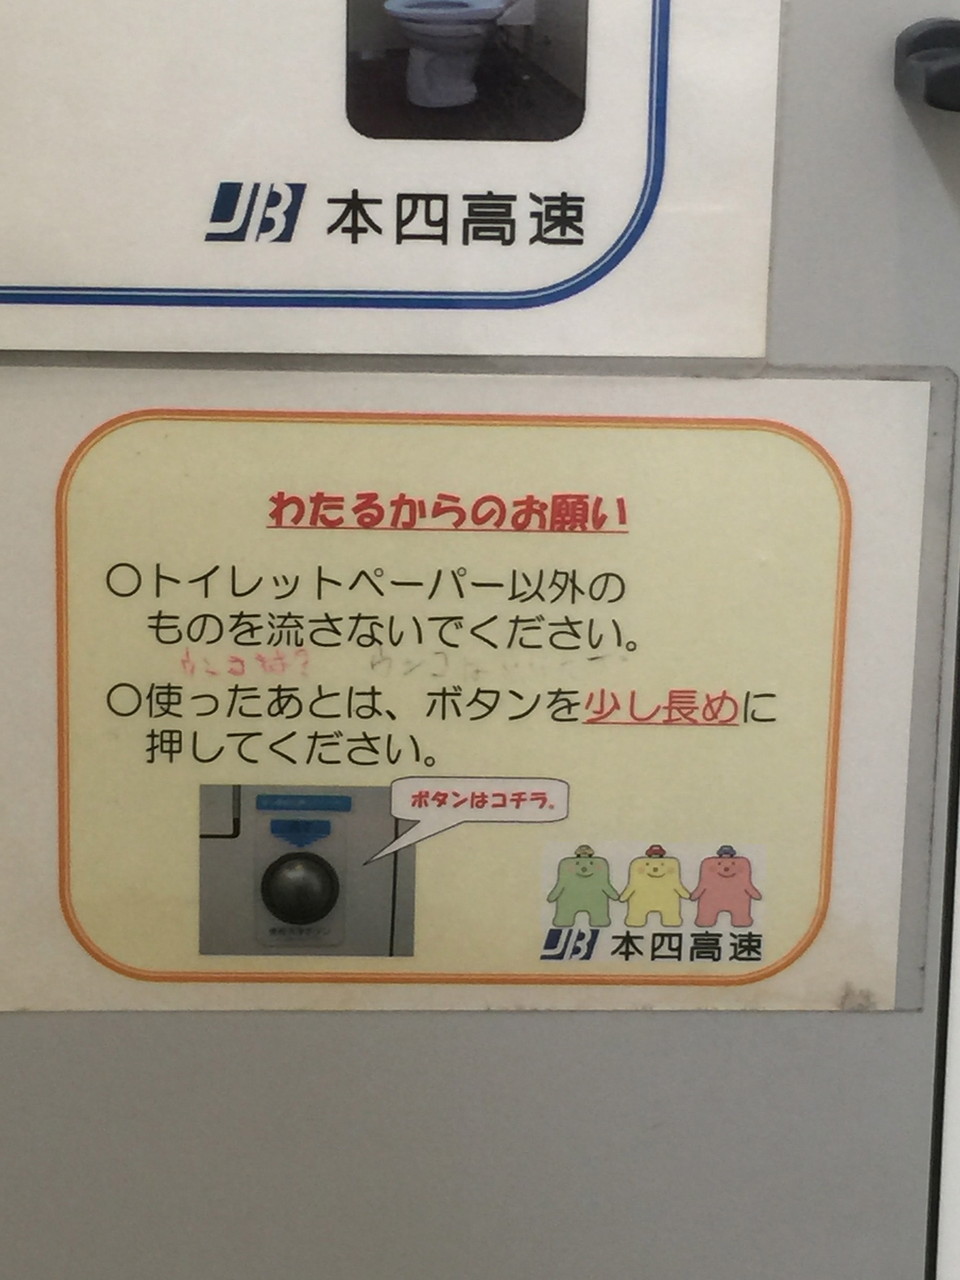 JB 本四高速
わたるからのお願い
○トイレットペーパー以外の
ものを流さないでください。
○使ったあとは、ボタンを少し長めに
押してください。
ボタンはコチラ。
JB 本四高速